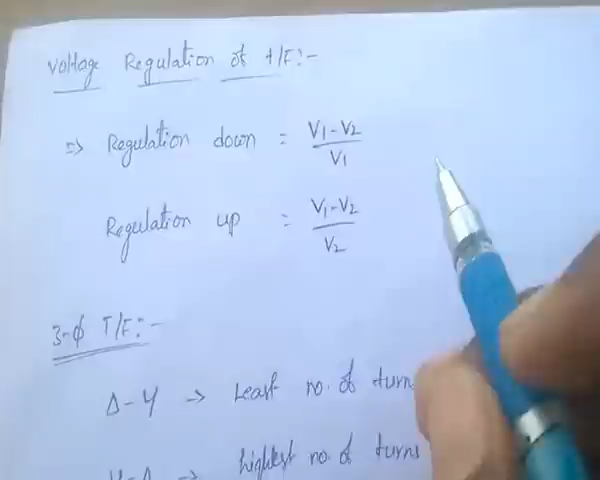 Voltage Regulation of T/F:-
⇒ Regulation down = V1-V2 / V1
Regulation up = V1-V2 / V2
3-ϕ T/F:-
Δ-Y → Least no. of turns
Y-Δ → highest no of turns